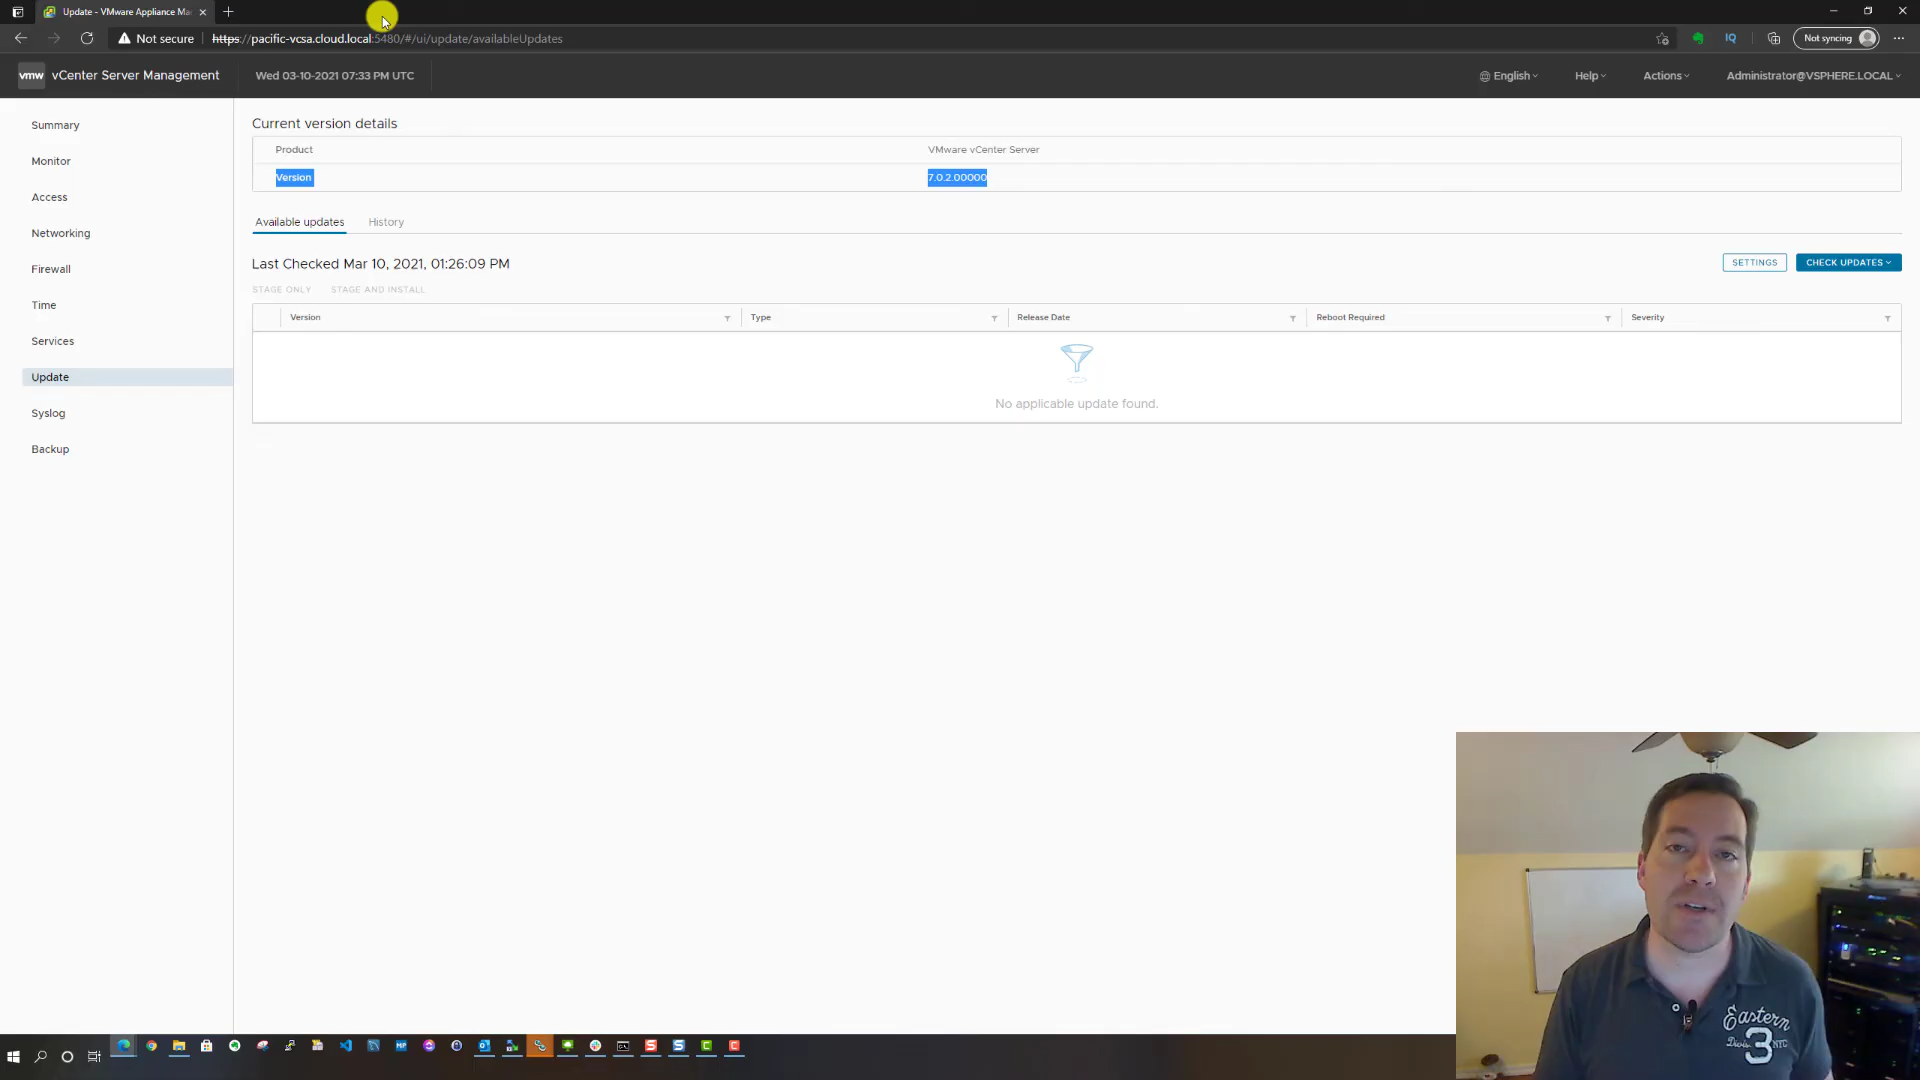 Update - VMware Appliance Ma
Not secure https://pacific-vcsa.cloud.local:5480/#/ui/update/availableUpdates
IQ
Not syncing
vmw vCenter Server Management Wed 03-10-2021 07:33 PM UTC
English Help Actions Administrator@VSPHERE.LOCAL
Summary
Monitor
Access
Networking
Firewall
Time
Services
Update
Syslog
Backup
Current version details
Product VMware vCenter Server
Version 7.0.2.00000
Available updates History
Last Checked Mar 10, 2021, 01:26:09 PM
SETTINGS CHECK UPDATES
STAGE ONLY STAGE AND INSTALL
Version Type Release Date Reboot Required Severity
No applicable update found.
Eastern
3 NYC